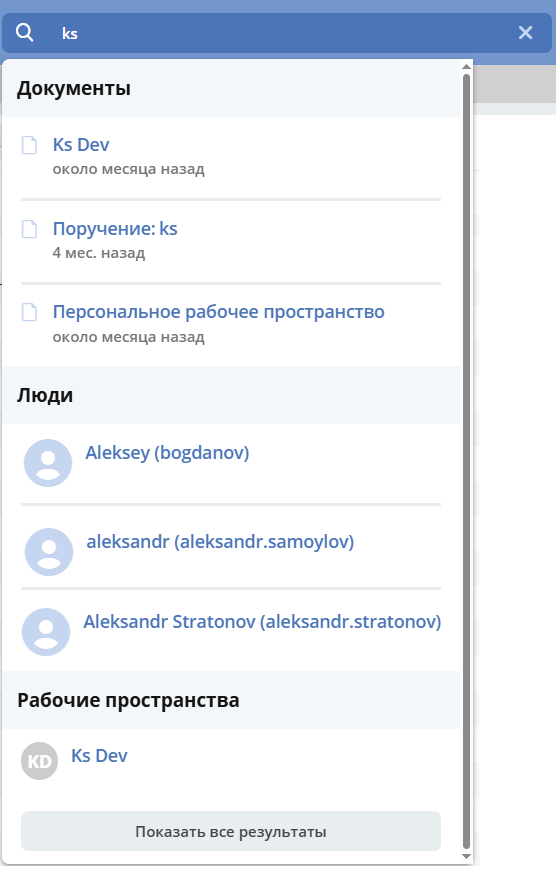 ks
Документы
Ks Dev
около месяца назад
Поручение: ks
4 мес. назад
Персональное рабочее пространство
около месяца назад
Люди
Aleksey (bogdanov)
aleksandr (aleksandr.samoylov)
Aleksandr Stratonov (aleksandr.stratonov)
Рабочие пространства
KD Ks Dev
Показать все результаты